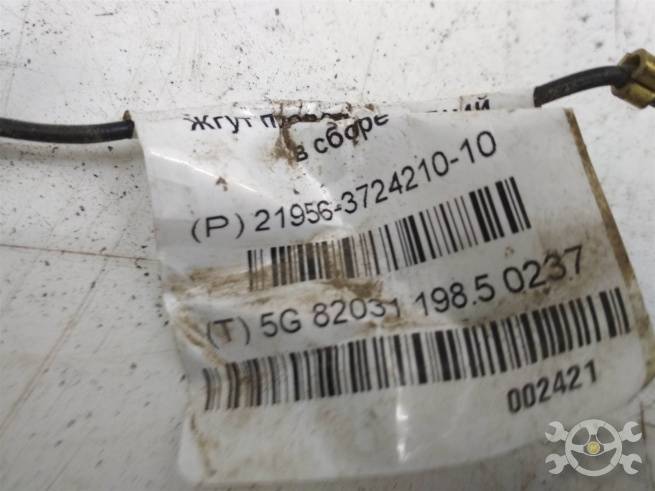 Жгут
в сборе
(P) 21956-3724210-10
(T) 5G 82031 198.5 0237
002421